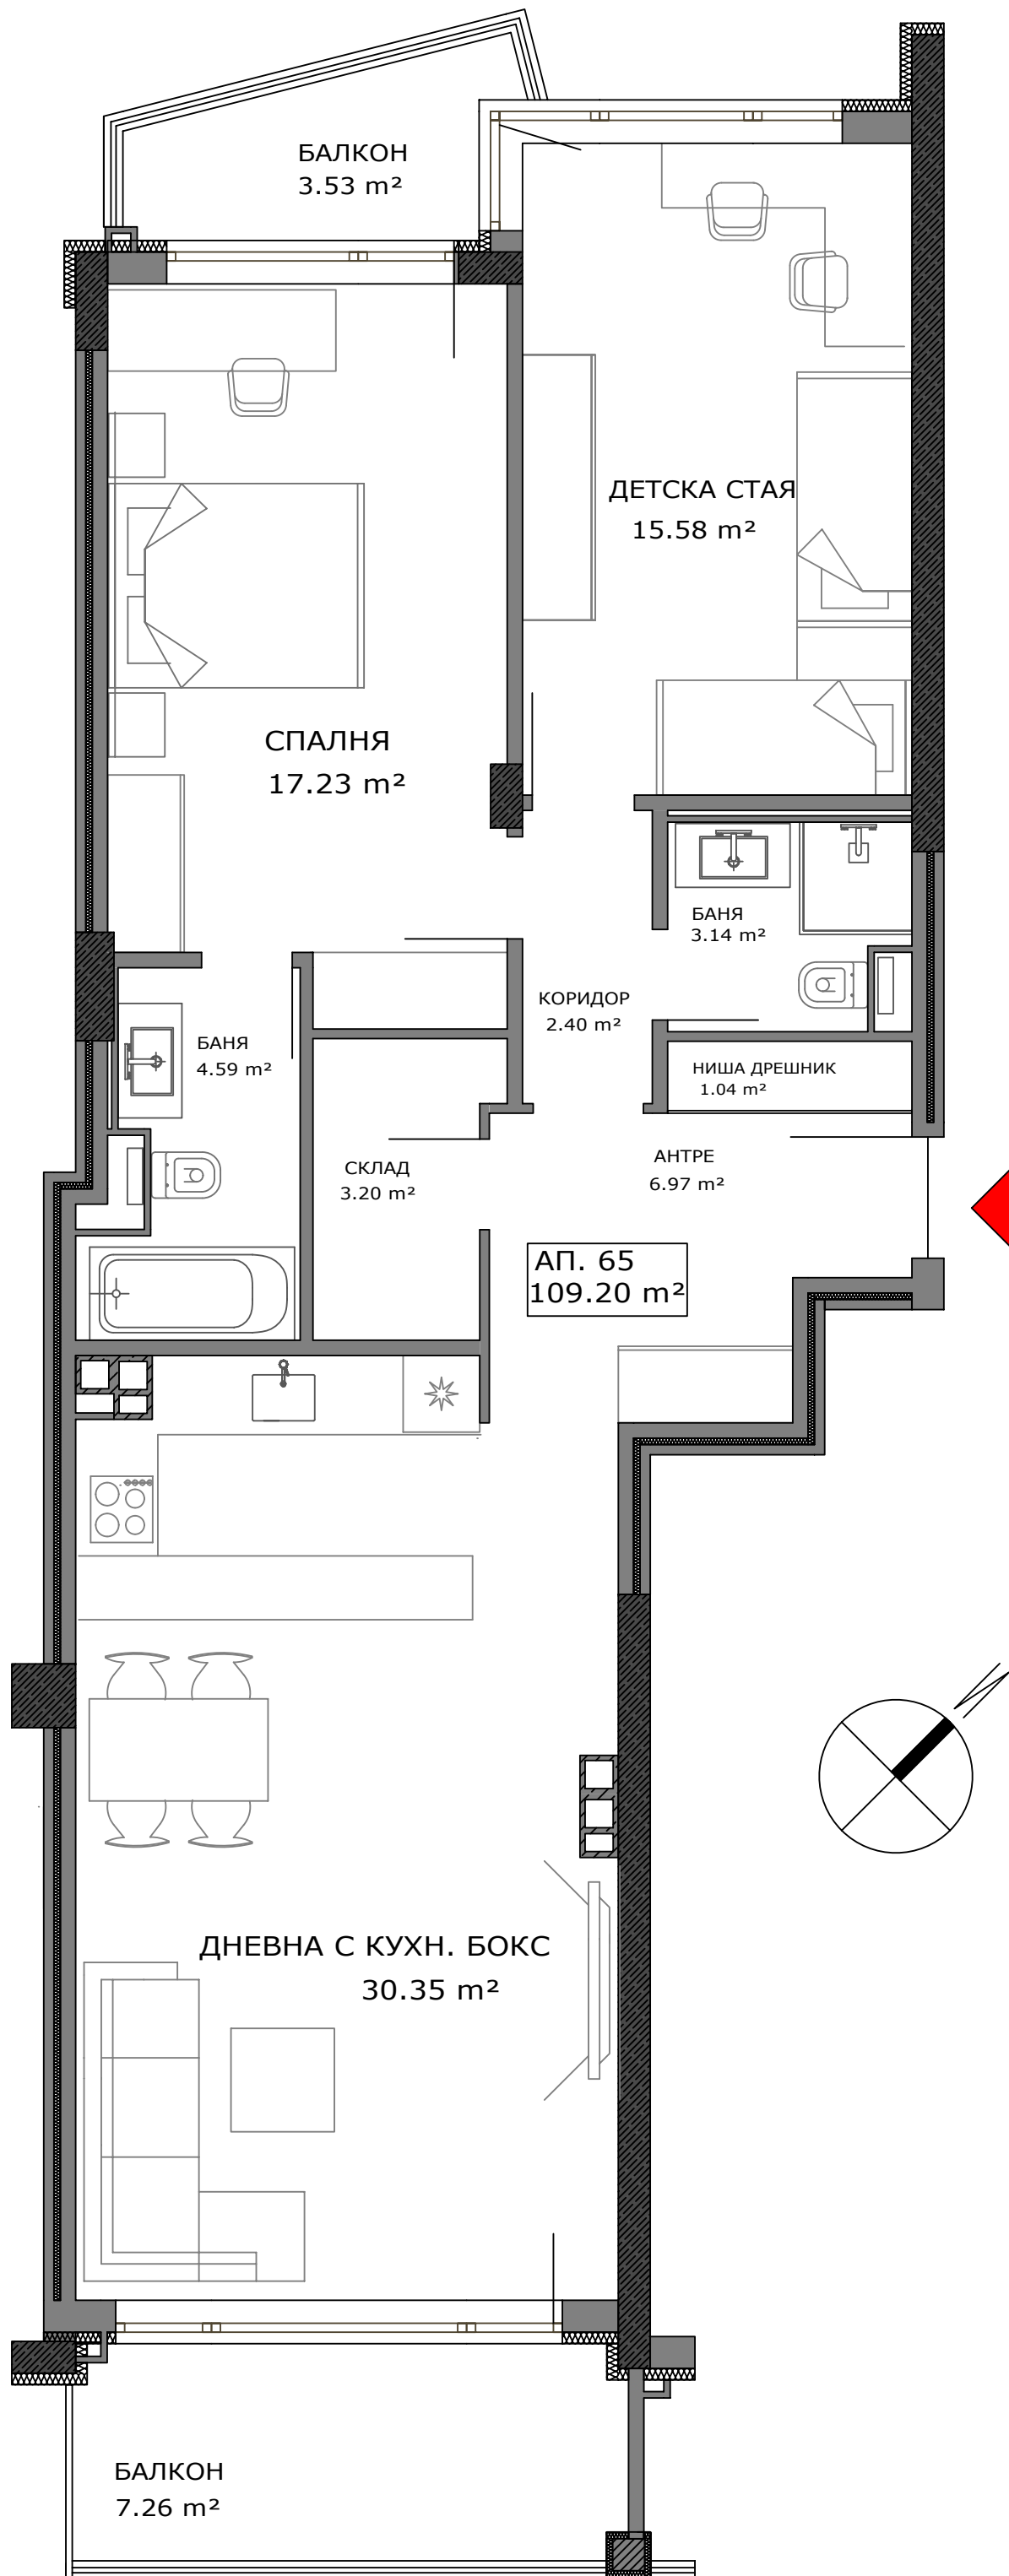 БАЛКОН
3.53 m²
ДЕТСКА СТАЯ
15.58 m²
СПАЛНЯ
17.23 m²
БАНЯ
3.14 m²
КОРИДОР
2.40 m²
БАНЯ
4.59 m²
НИША ДРЕШНИК
1.04 m²
СКЛАД
3.20 m²
АНТРЕ
6.97 m²
АП. 65
109.20 m²
ДНЕВНА С КУХН. БОКС
30.35 m²
БАЛКОН
7.26 m²